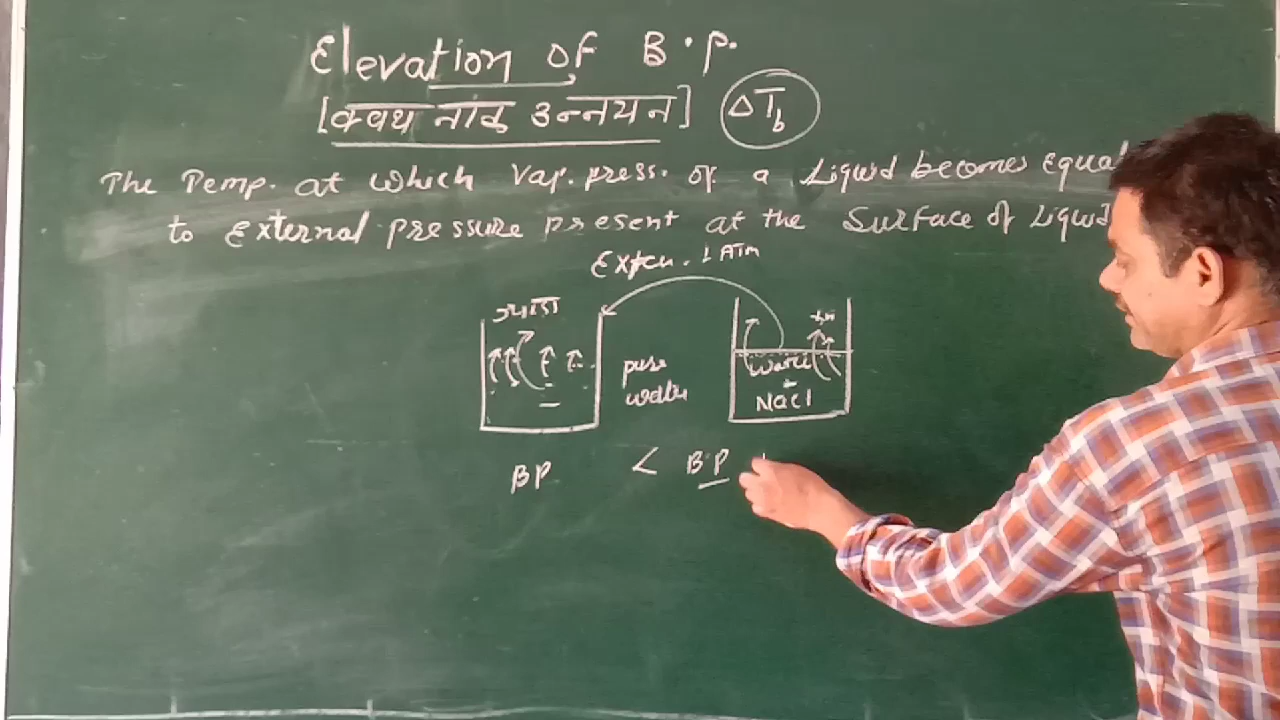 Elevation of B.P.
[क्वथनांक उन्नयन] ΔTb
The Temp. at which Vap. press. of a Liquid becomes Equal
to External pressure present at the Surface of Liquid
Extern. 1 Atm
ज्यादा कम
pure water
water + NaCl
BP < B.P